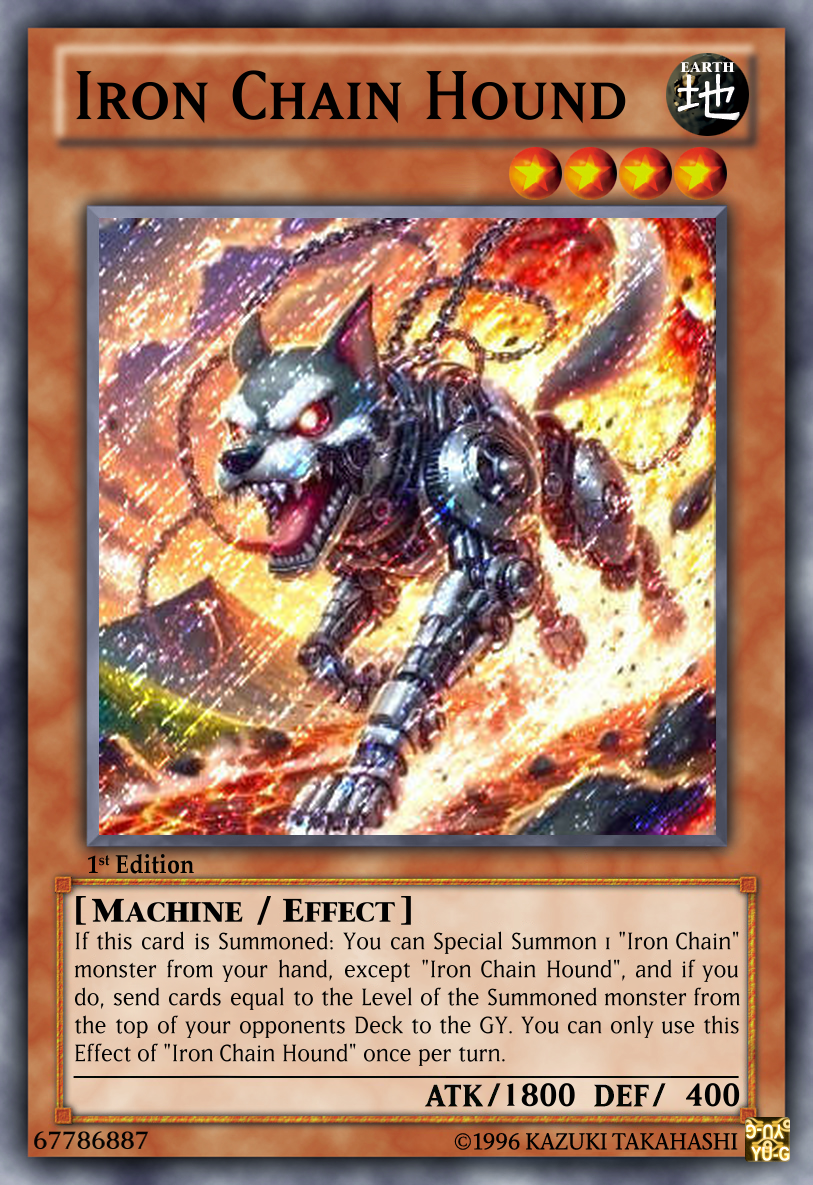 Iron Chain Hound
EARTH
地
1st Edition
[ Machine / Effect ]
If this card is Summoned: You can Special Summon 1 "Iron Chain"
monster from your hand, except "Iron Chain Hound", and if you
do, send cards equal to the Level of the Summoned monster from
the top of your opponents Deck to the GY. You can only use this
Effect of "Iron Chain Hound" once per turn.
ATK/1800 DEF/ 400
67786887
©1996 KAZUKI TAKAHASHI